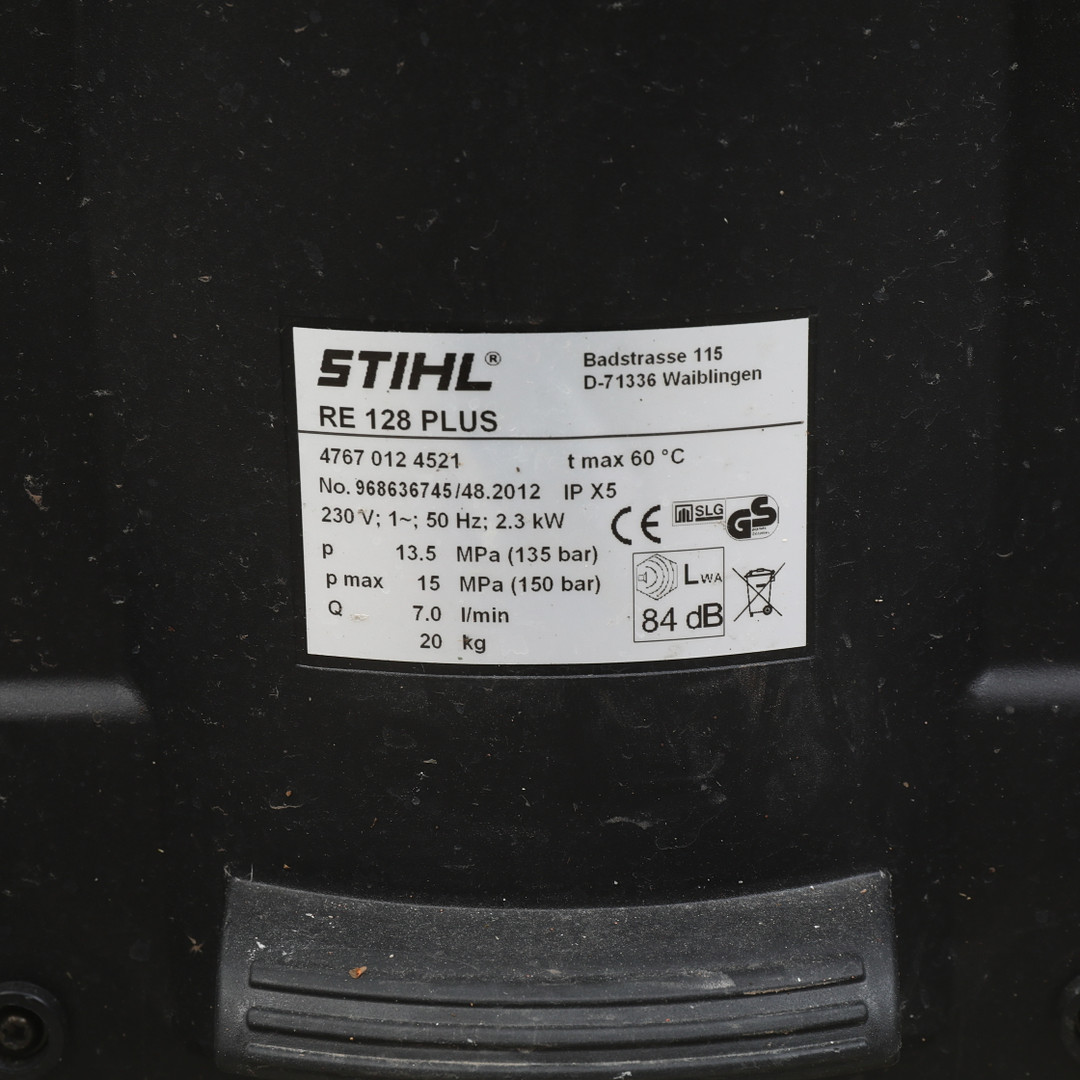 STIHL®
Badstrasse 115
D-71336 Waiblingen
RE 128 PLUS
4767 012 4521 t max 60 °C
No. 968636745/48.2012 IP X5
230 V; 1~; 50 Hz; 2.3 kW
CE SLG GS
p 13.5 MPa (135 bar)
p max 15 MPa (150 bar)
LWA
84 dB
Q 7.0 l/min
20 kg